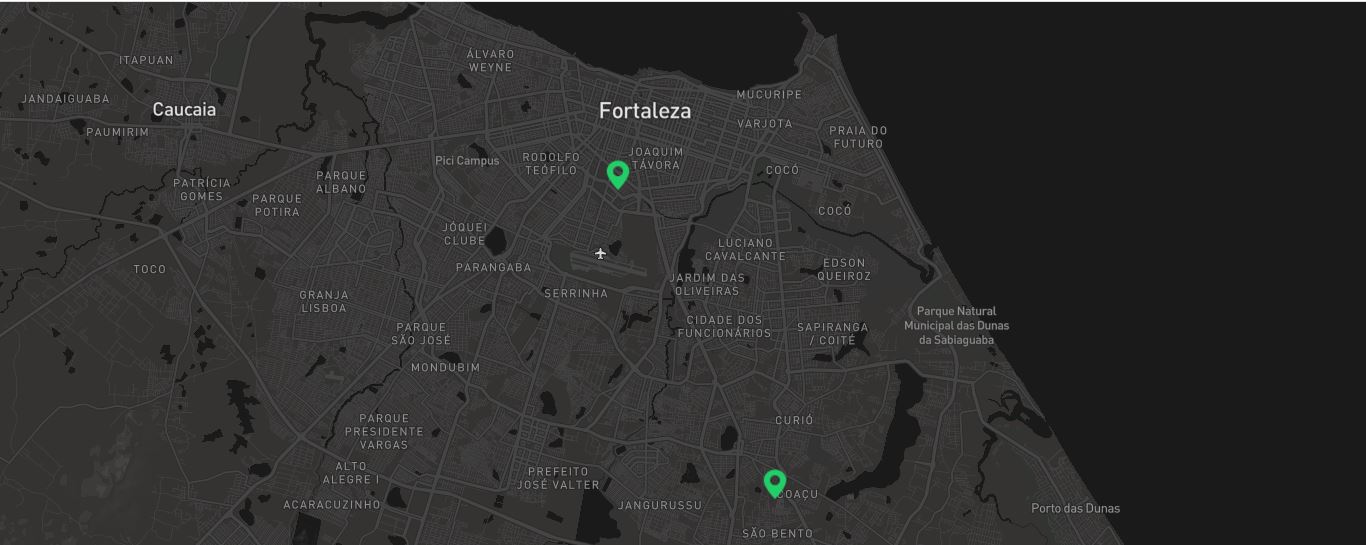 ÁLVARO
WEYNE
ITAPUAN
JANDAIGUABA
Caucaia
PAUMIRIM
Fortaleza
MUCURIPE
VARJOTA
PRAIA DO
FUTURO
Pici Campus
RODOLFO
TEÓFILO
JOAQUIM
TÁVORA
COCÓ
PATRÍCIA
GOMES
PARQUE
ALBANO
PARQUE
POTIRA
COCÓ
JÓQUEI
CLUBE
LUCIANO
CAVALCANTE
TOCO
PARANGABA
EDSON
QUEIROZ
JARDIM DAS
OLIVEIRAS
SERRINHA
GRANJA
LISBOA
Parque Natural
Municipal das Dunas
da Sabiaguaba
CIDADE DOS
FUNCIONÁRIOS
SAPIRANGA
/ COITÉ
PARQUE
SÃO JOSÉ
MONDUBIM
PARQUE
PRESIDENTE
VARGAS
CURIÓ
ALTO
ALEGRE I
PREFEITO
JOSÉ VALTER
COAÇU
ACARACUZINHO
JANGURUSSU
Porto das Dunas
SÃO BENTO